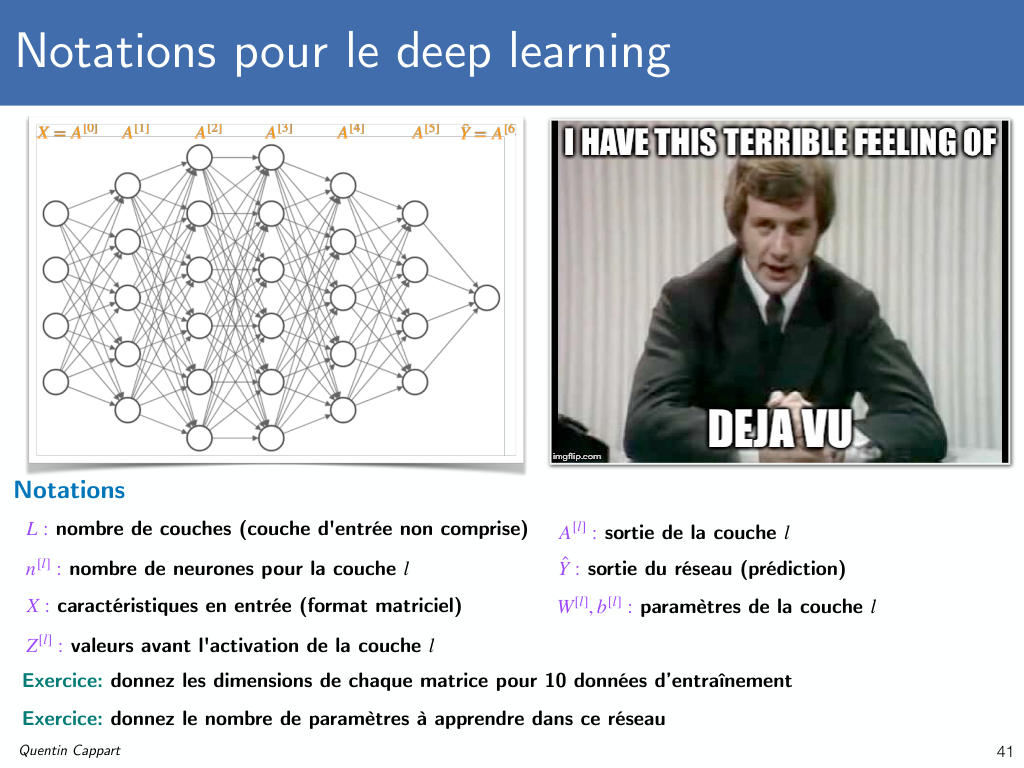 Notations pour le deep learning
X = A^[0] A^[1] A^[2] A^[3] A^[4] A^[5] Ŷ = A^[6]
I HAVE THIS TERRIBLE FEELING OF
DEJA VU
imgflip.com
Notations
L : nombre de couches (couche d'entrée non comprise)
n^[l] : nombre de neurones pour la couche l
X : caractéristiques en entrée (format matriciel)
Z^[l] : valeurs avant l'activation de la couche l
A^[l] : sortie de la couche l
Ŷ : sortie du réseau (prédiction)
W^[l], b^[l] : paramètres de la couche l
Exercice: donnez les dimensions de chaque matrice pour 10 données d'entraînement
Exercice: donnez le nombre de paramètres à apprendre dans ce réseau
Quentin Cappart
41